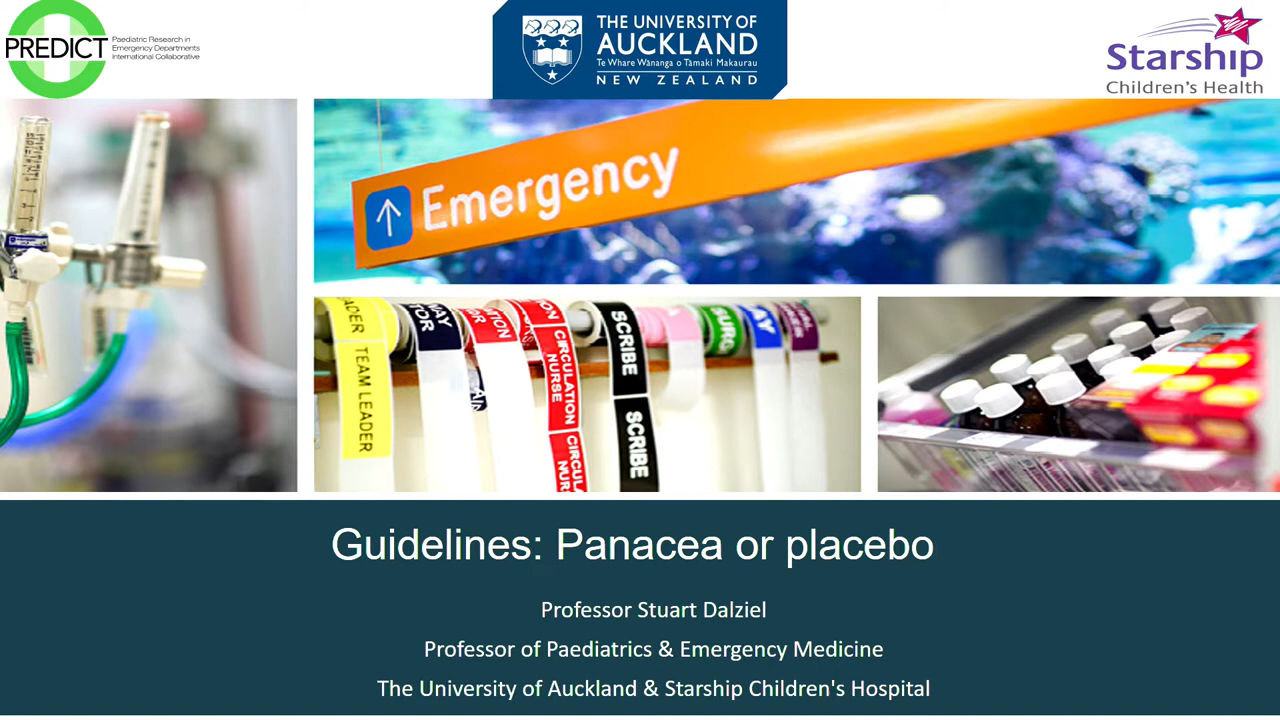 PREDICT
Paediatric Research in
Emergency Departments
International Collaborative
THE UNIVERSITY OF
AUCKLAND
Te Whare Wānanga o Tāmaki Makaurau
NEW ZEALAND
Starship
Children's Health
Emergency
TEAM LEADER
CIRCULATION
NURSE
SCRIBE
SCRIBE
Guidelines: Panacea or placebo
Professor Stuart Dalziel
Professor of Paediatrics & Emergency Medicine
The University of Auckland & Starship Children's Hospital